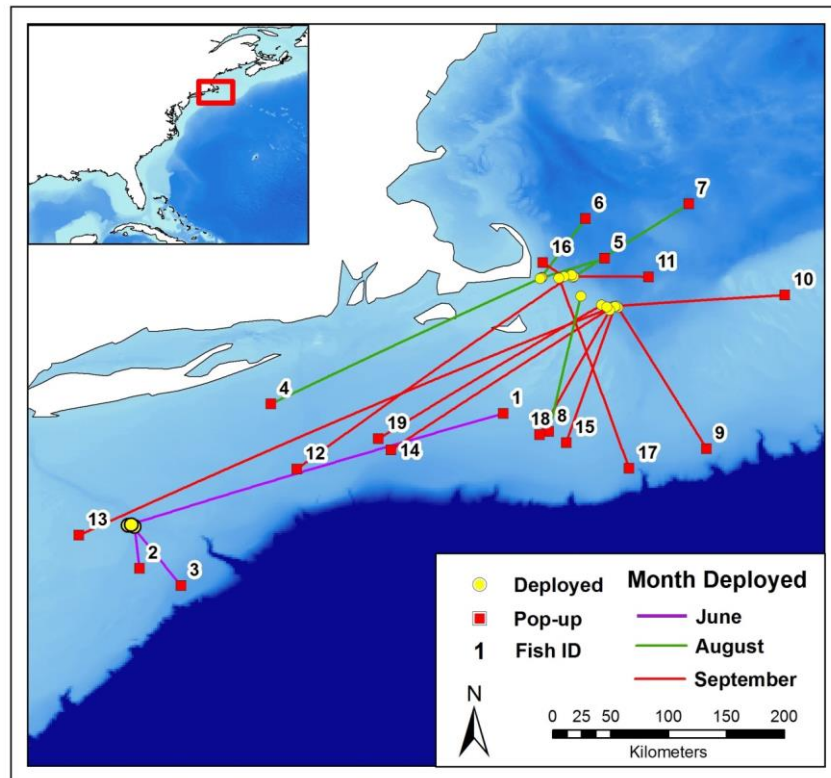 6
7
16
5
11
10
4
1
19
18
8
12
14
15
17
9
13
2
3
Deployed
Pop-up
1 Fish ID
Month Deployed
June
August
September
N
0 25 50 100 150 200
Kilometers